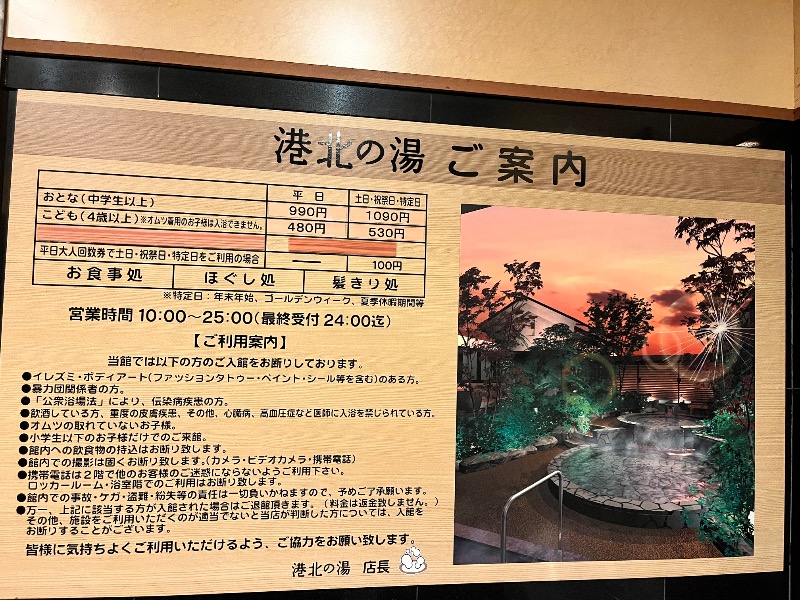 港北の湯 ご案内
平日 土日・祝祭日・特定日
おとな(中学生以上) 990円 1090円
こども(4歳以上)※オムツ着用のお子様は入浴できません。 480円 530円
平日大人回数券で土日・祝祭日・特定日をご利用の場合 ― 100円
お食事処 ほぐし処 髪きり処
※特定日：年末年始、ゴールデンウィーク、夏季休暇期間等
営業時間 10:00～25:00(最終受付 24:00迄)
【ご利用案内】
当館では以下の方のご入館をお断りしております。
●イレズミ・ボディアート(ファッションタトゥー・ペイント・シール等を含む)のある方。
●暴力団関係者の方。
●「公衆浴場法」により、伝染病疾患の方。
●飲酒している方、重度の皮膚疾患、その他、心臓病、高血圧症など医師に入浴を禁じられている方。
●オムツの取れていないお子様。
●小学生以下のお子様だけでのご来館。
●館内への飲食物の持込はお断り致します。
●館内での撮影は固くお断り致します。(カメラ・ビデオカメラ・携帯電話)
●携帯電話は２階で他のお客様のご迷惑にならないようご利用下さい。
ロッカールーム・浴室階でのご利用はお断り致します。
●館内での事故・ケガ・盗難・紛失等の責任は一切負いかねますので、予めご了承願います。
●万一、上記に該当する方が入館された場合はご退館頂きます。(料金は返金致しません。)
その他、施設をご利用いただくのが適当でないと当店が判断した方については、入館を
お断りすることがございます。
皆様に気持ちよくご利用いただけるよう、ご協力をお願い致します。
港北の湯 店長